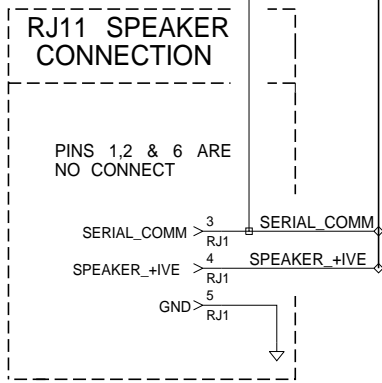 RJ11 SPEAKER
CONNECTION
PINS 1,2 & 6 ARE
NO CONNECT
SERIAL_COMM 3 SERIAL_COMM
RJ1
SPEAKER_+IVE 4 SPEAKER_+IVE
RJ1
GND 5
RJ1